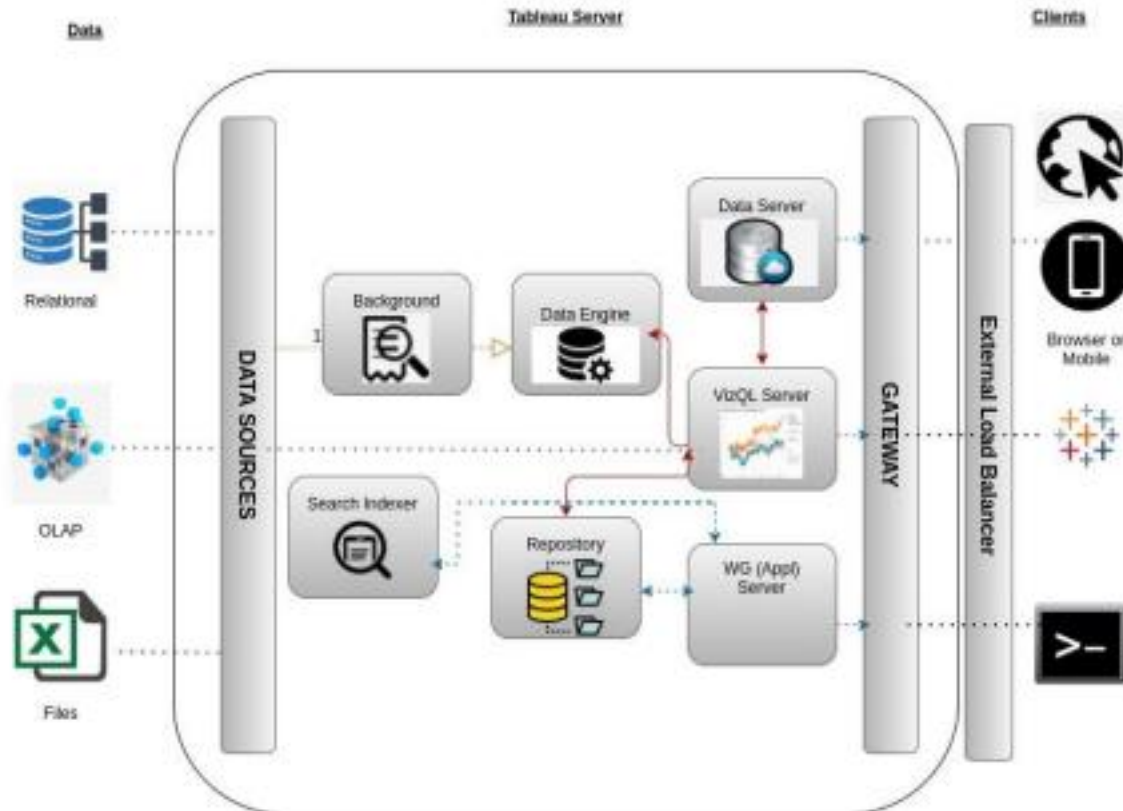 Data
Tableau Server
Clients
Relational
OLAP
Files
DATA SOURCES
1
Background
Data Engine
Data Server
VizQL Server
Search Indexer
Repository
WG (Appl)
Server
GATEWAY
External Load Balancer
Browser or
Mobile
X
>-